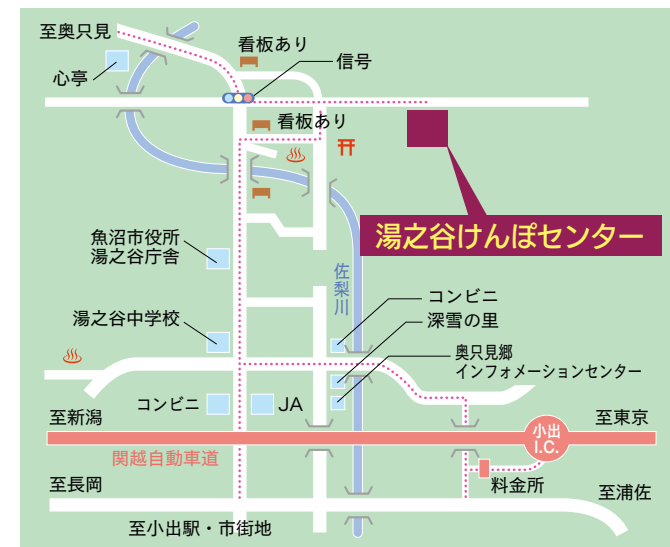 至奥只見
看板あり
信号
心亭
看板あり
湯之谷けんぽセンター
魚沼市役所
湯之谷庁舎
佐梨川
コンビニ
湯之谷中学校
深雪の里
奥只見郷
インフォメーションセンター
コンビニ
JA
至新潟
小出
I.C.
至東京
関越自動車道
至長岡
料金所
至浦佐
至小出駅・市街地